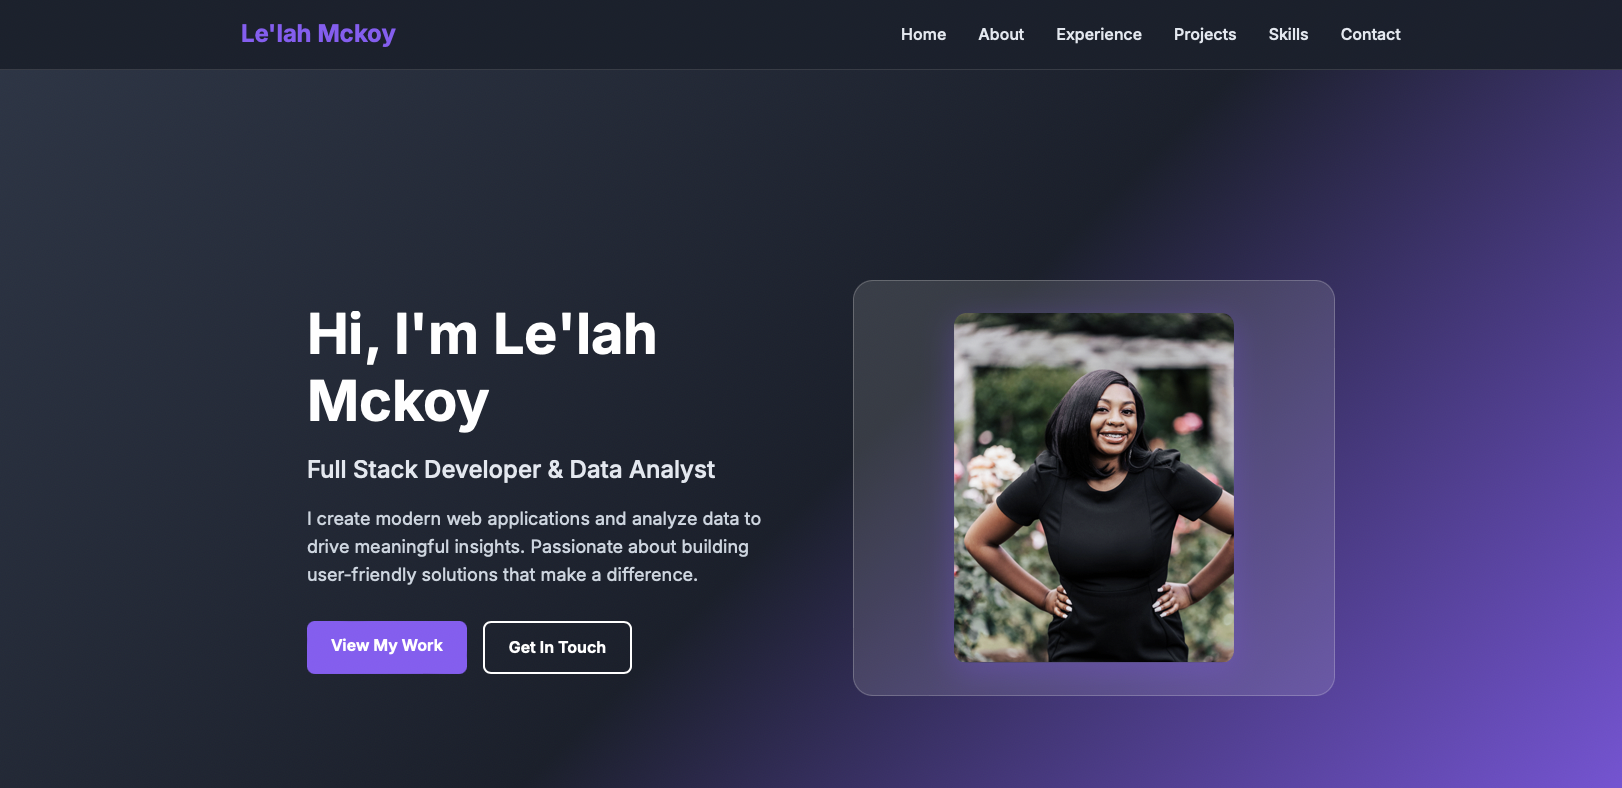 Le'lah Mckoy
Home About Experience Projects Skills Contact
Hi, I'm Le'lah
Mckoy
Full Stack Developer & Data Analyst
I create modern web applications and analyze data to
drive meaningful insights. Passionate about building
user-friendly solutions that make a difference.
View My Work
Get In Touch